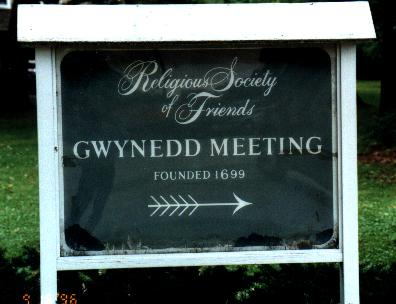 Religious Society
of Friends
GWYNEDD MEETING
FOUNDED 1699